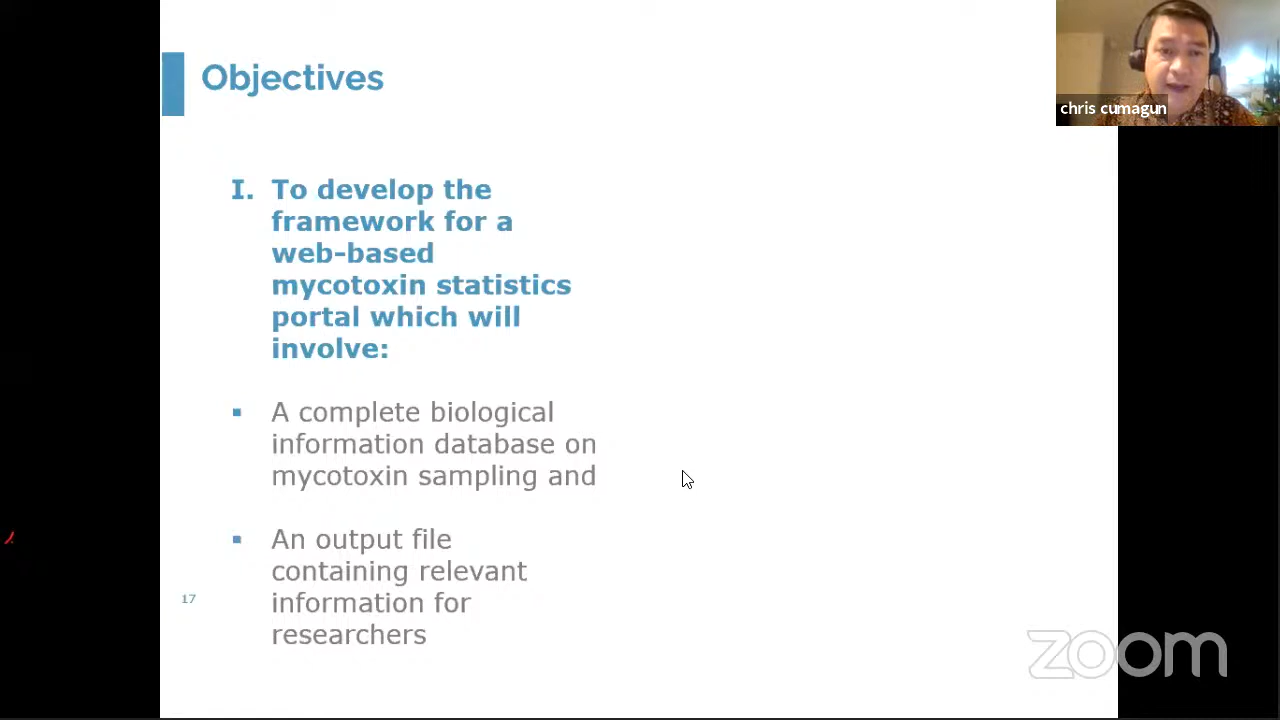 Objectives
chris cumagun
I. To develop the
framework for a
web-based
mycotoxin statistics
portal which will
involve:
▪ A complete biological
information database on
mycotoxin sampling and
▪ An output file
containing relevant
information for
researchers
17
zoom